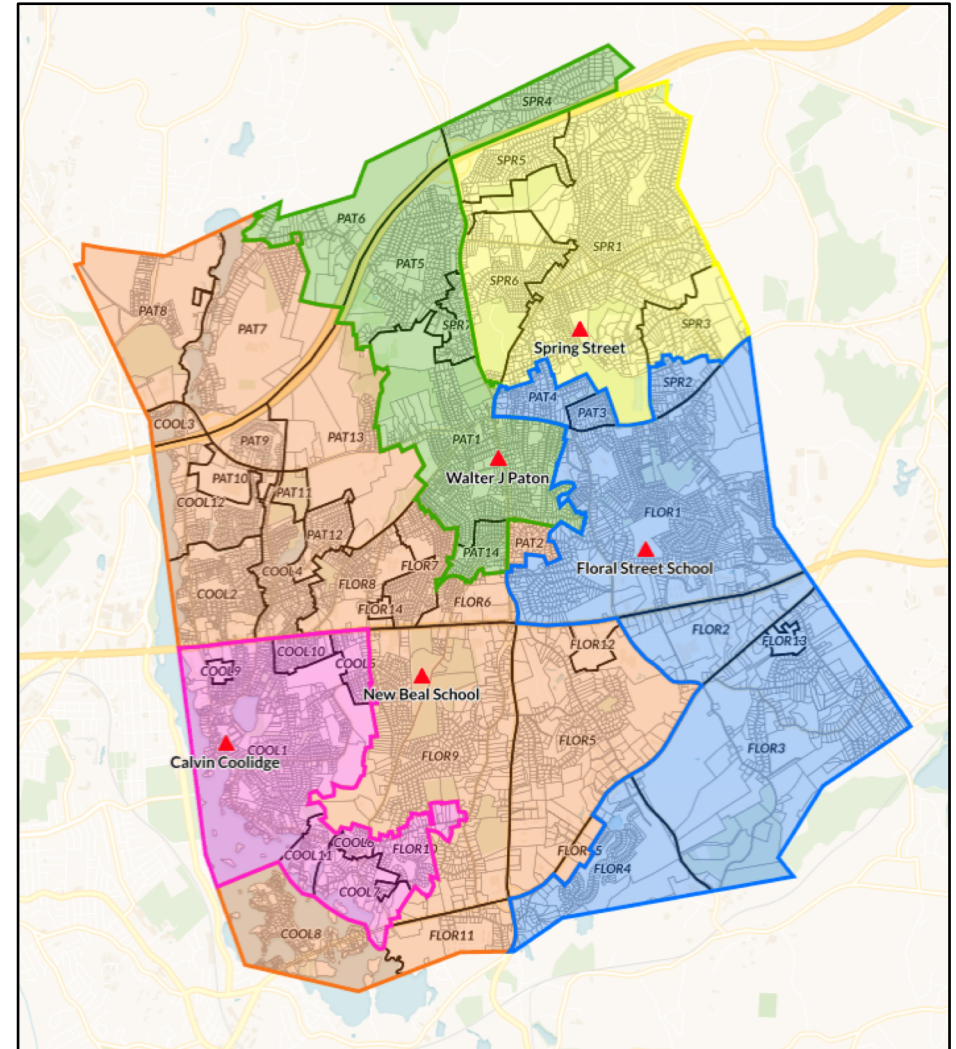 SPR4
SPR5
PAT6
SPR1
PAT5
SPR6
PAT8
SPR7
SPR3
PAT7
Spring Street
SPR2
PAT4
PAT3
COOL3
PAT9
PAT13
PAT1
Walter J Paton
PAT10
PAT11
COOL12
FLOR1
PAT12
PAT2
PAT14
Floral Street School
COOL4
FLOR7
FLOR8
COOL2
FLOR14
FLOR6
FLOR2
FLOR12
FLOR13
COOL10
COOL5
COOL9
New Beal School
FLOR5
COOL1
FLOR3
FLOR9
Calvin Coolidge
COOL6
FLOR10
COOL11
FLOR15
FLOR4
COOL7
COOL8
FLOR11